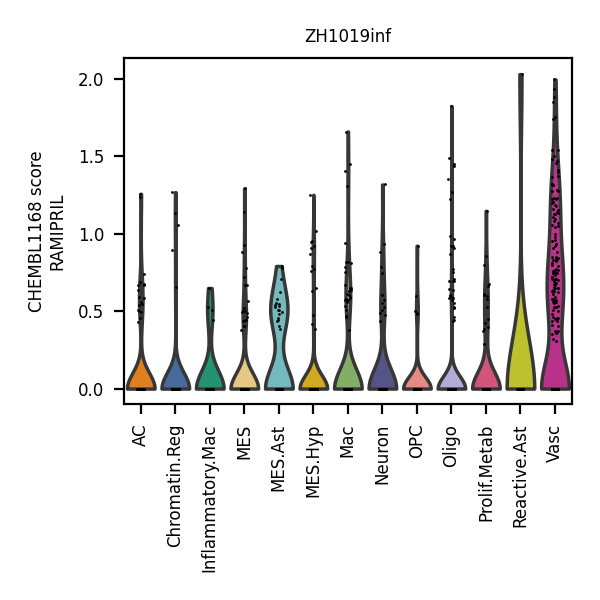 ZH1019inf
CHEMBL1168 score
RAMIPRIL
2.0
1.5
1.0
0.5
0.0
AC
Chromatin.Reg
Inflammatory.Mac
MES
MES.Ast
MES.Hyp
Mac
Neuron
OPC
Oligo
Prolif.Metab
Reactive.Ast
Vasc